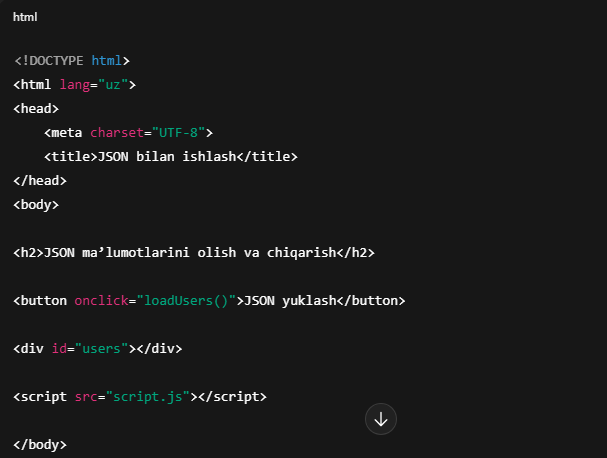 html
<!DOCTYPE html>
<html lang="uz">
<head>
    <meta charset="UTF-8">
    <title>JSON bilan ishlash</title>
</head>
<body>
<h2>JSON ma’lumotlarini olish va chiqarish</h2>
<button onclick="loadUsers()">JSON yuklash</button>
<div id="users"></div>
<script src="script.js"></script>
</body>